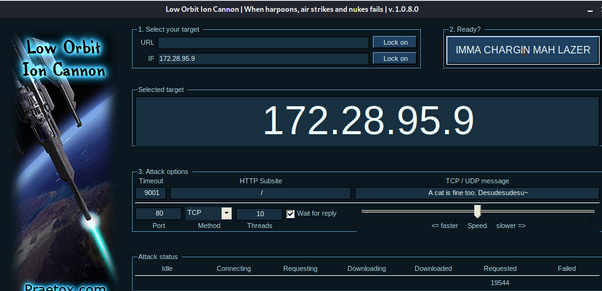 Low Orbit Ion Cannon | When harpoons, air strikes and nukes fails | v. 1.0.8.0
Low Orbit
Ion Cannon
1. Select your target
URL
Lock on
IP
172.28.95.9
Lock on
2. Ready?
IMMA CHARGIN MAH LAZER
Selected target
172.28.95.9
3. Attack options
Timeout
HTTP Subsite
TCP / UDP message
9001
/
A cat is fine too. Desudesudesu~
80
TCP
10
Wait for reply
Port
Method
Threads
<= faster Speed slower =>
Attack status
Idle Connecting Requesting Downloading Downloaded Requested Failed
19544
Praetox.com